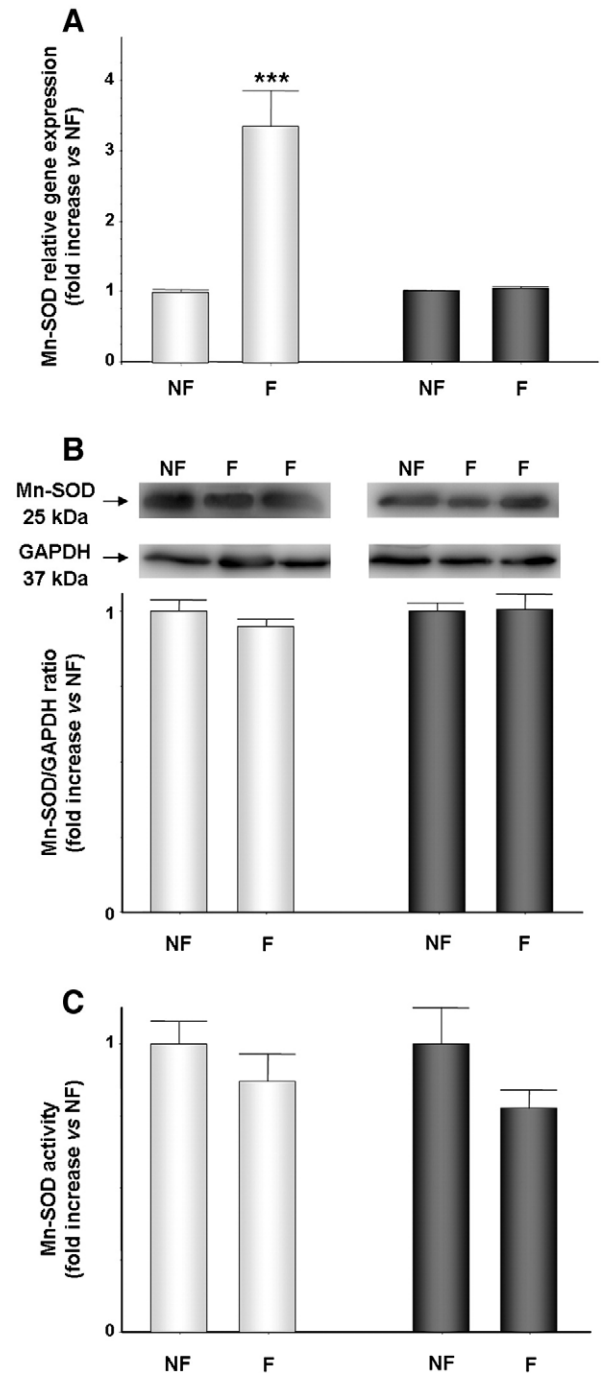 A
Mn-SOD relative gene expression
(fold increase vs NF)
4
3
2
1
0
***
NF F NF F
B
NF F F NF F F
Mn-SOD
25 kDa
GAPDH
37 kDa
Mn-SOD/GAPDH ratio
(fold increase vs NF)
1
0
NF F NF F
C
Mn-SOD activity
(fold increase vs NF)
1
0
NF F NF F